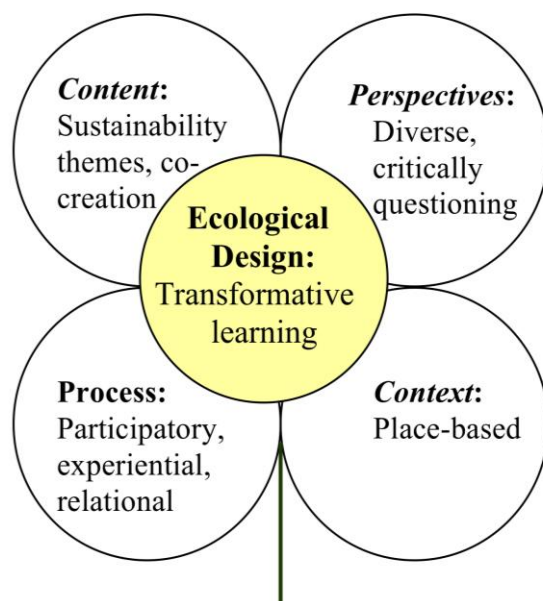 Content:
Sustainability
themes, co-
creation
Perspectives:
Diverse,
critically
questioning
Ecological
Design:
Transformative
learning
Process:
Participatory,
experiential,
relational
Context:
Place-based